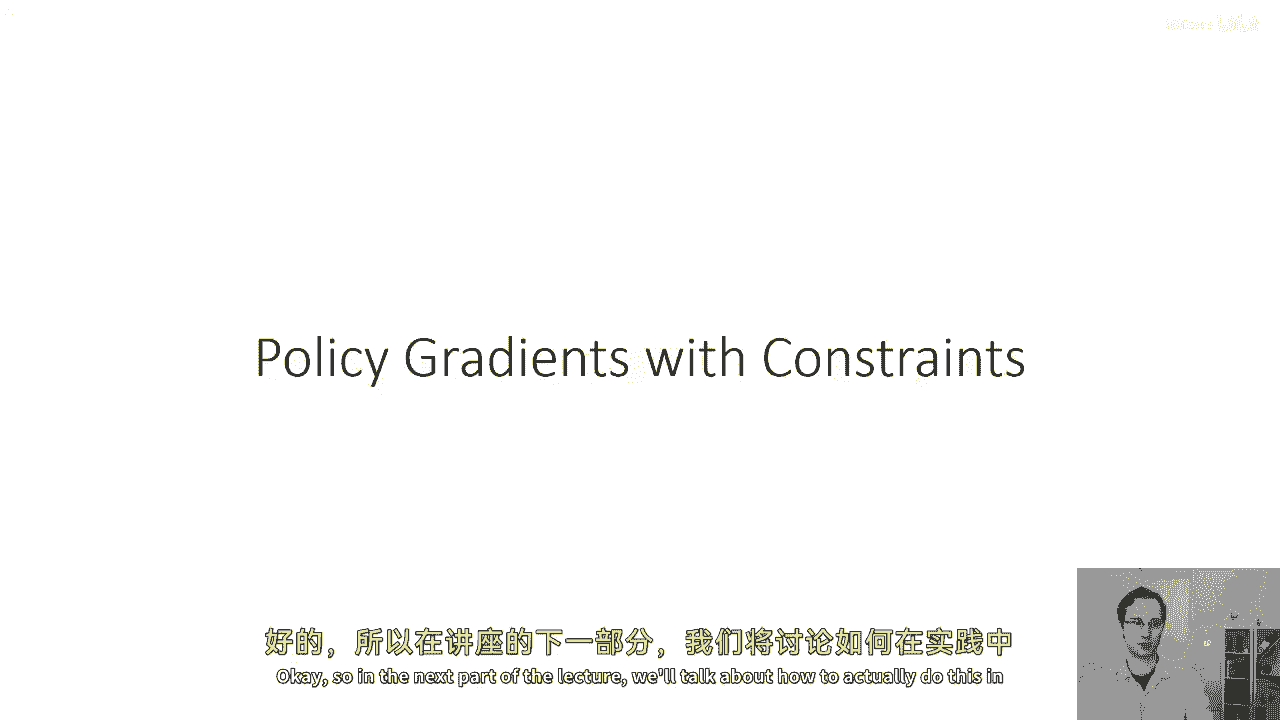 Policy Gradients with Constraints
好的，所以在讲座的下一部分，我们将讨论如何在实践中
Okay, so in the next part of the lecture, we'll talk about how to actually do this in